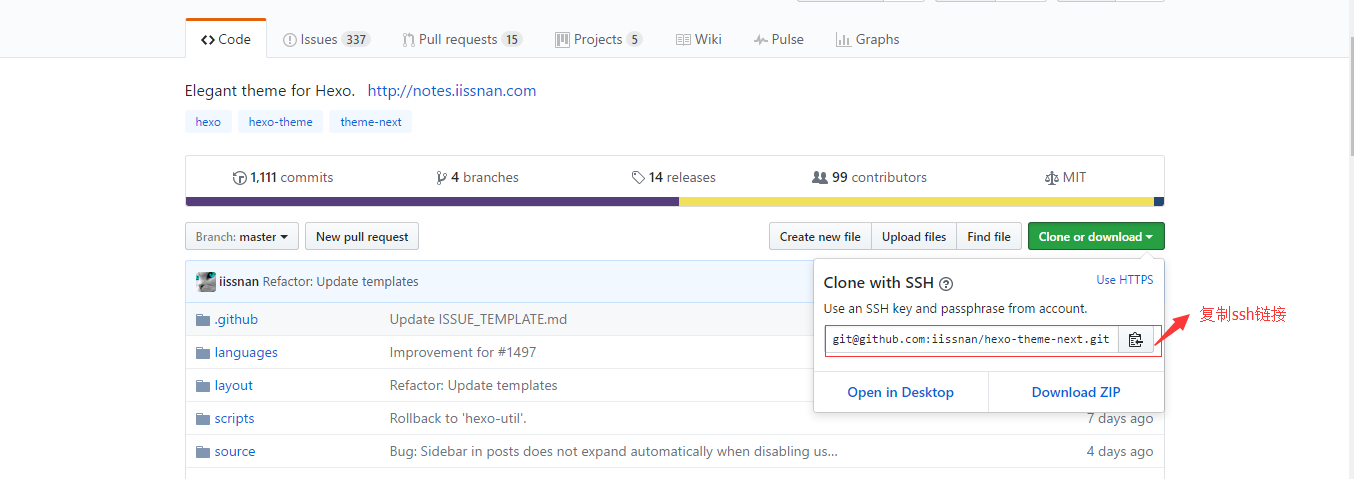 Code Issues 337 Pull requests 15 Projects 5 Wiki Pulse Graphs
Elegant theme for Hexo. http://notes.iissnan.com
hexo hexo-theme theme-next
1,111 commits 4 branches 14 releases 99 contributors MIT
Branch: master New pull request Create new file Upload files Find file Clone or download
iissnan Refactor: Update templates
Clone with SSH Use HTTPS
Use an SSH key and passphrase from account.
复制ssh链接
.github Update ISSUE_TEMPLATE.md
git@github.com:iissnan/hexo-theme-next.git
languages Improvement for #1497
layout Refactor: Update templates
Open in Desktop Download ZIP
scripts Rollback to 'hexo-util'. 7 days ago
source Bug: Sidebar in posts does not expand automatically when disabling us... 4 days ago